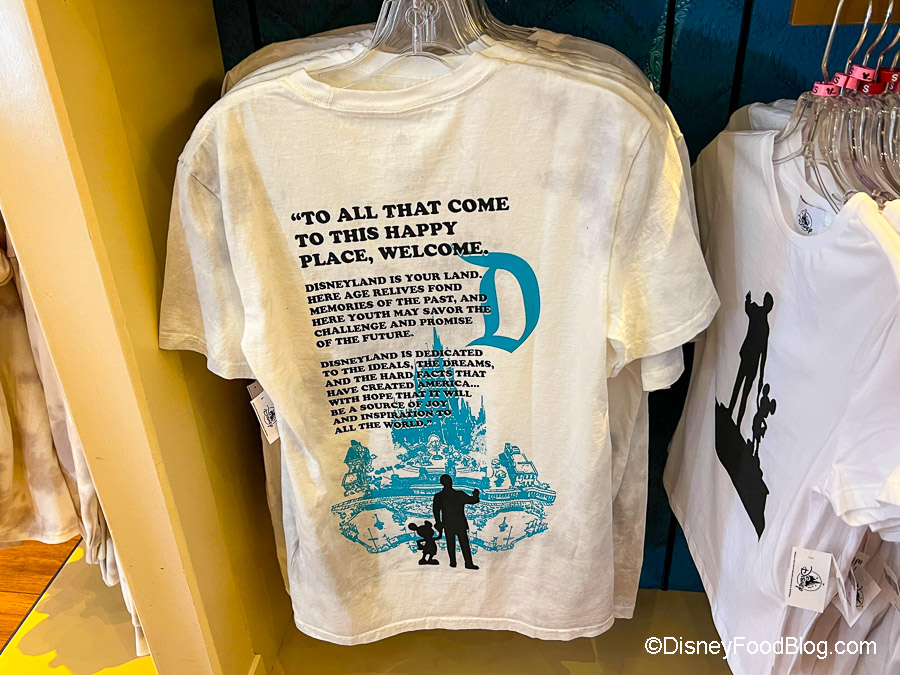 “TO ALL THAT COME
TO THIS HAPPY
PLACE, WELCOME.
D
DISNEYLAND IS YOUR LAND.
HERE AGE RELIVES FOND
MEMORIES OF THE PAST, AND
HERE YOUTH MAY SAVOR THE
CHALLENGE AND PROMISE
OF THE FUTURE.
DISNEYLAND IS DEDICATED
TO THE IDEALS, THE DREAMS,
AND THE HARD FACTS THAT
HAVE CREATED AMERICA...
WITH HOPE THAT IT WILL
BE A SOURCE OF JOY
AND INSPIRATION TO
ALL THE WORLD.”
S
S
S
S
Disney
©DisneyFoodBlog.com